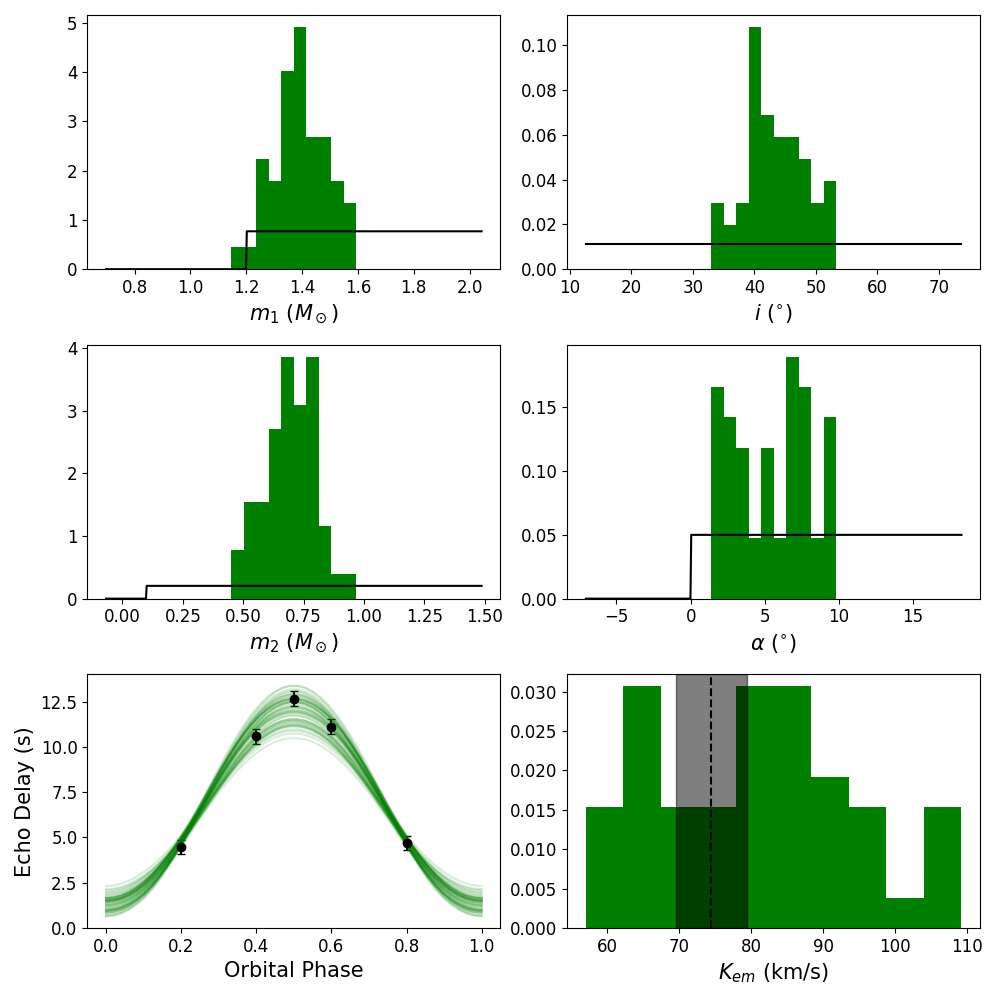 5
4
3
2
1
0
0.8 1.0 1.2 1.4 1.6 1.8 2.0
m₁ (M⊙)
0.10
0.08
0.06
0.04
0.02
0.00
10 20 30 40 50 60 70
i (°)
4
3
2
1
0
0.00 0.25 0.50 0.75 1.00 1.25 1.50
m₂ (M⊙)
0.15
0.10
0.05
0.00
−5 0 5 10 15
α (°)
Echo Delay (s)
12.5
10.0
7.5
5.0
2.5
0.0
0.0 0.2 0.4 0.6 0.8 1.0
Orbital Phase
0.030
0.025
0.020
0.015
0.010
0.005
0.000
60 70 80 90 100 110
K_em (km/s)